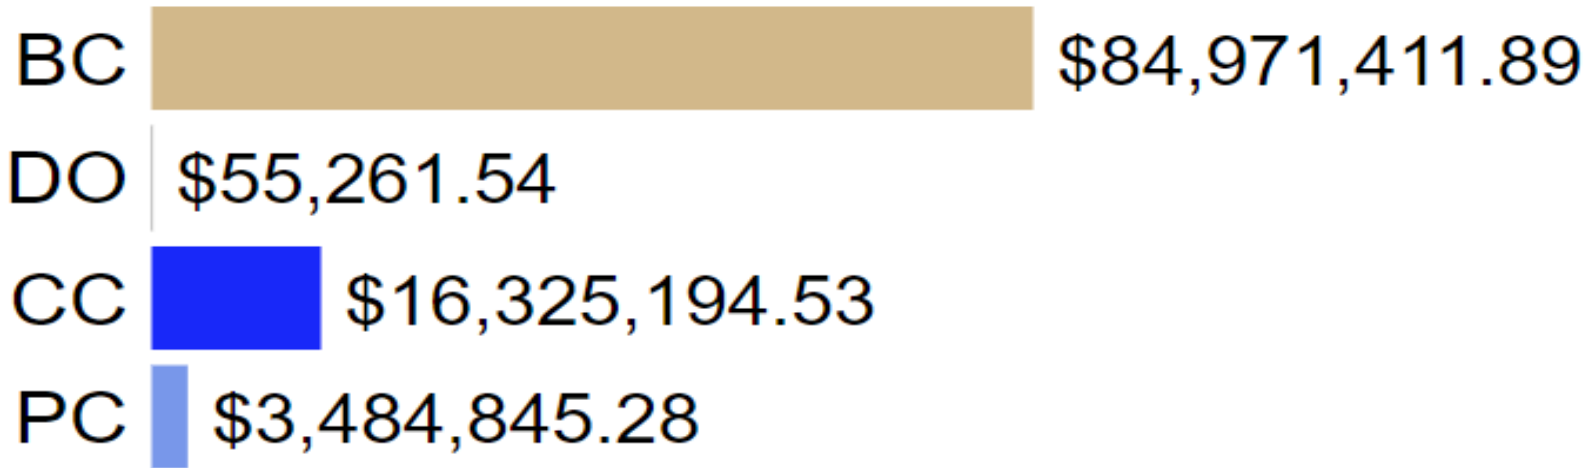 BC $84,971,411.89
DO $55,261.54
CC $16,325,194.53
PC $3,484,845.28